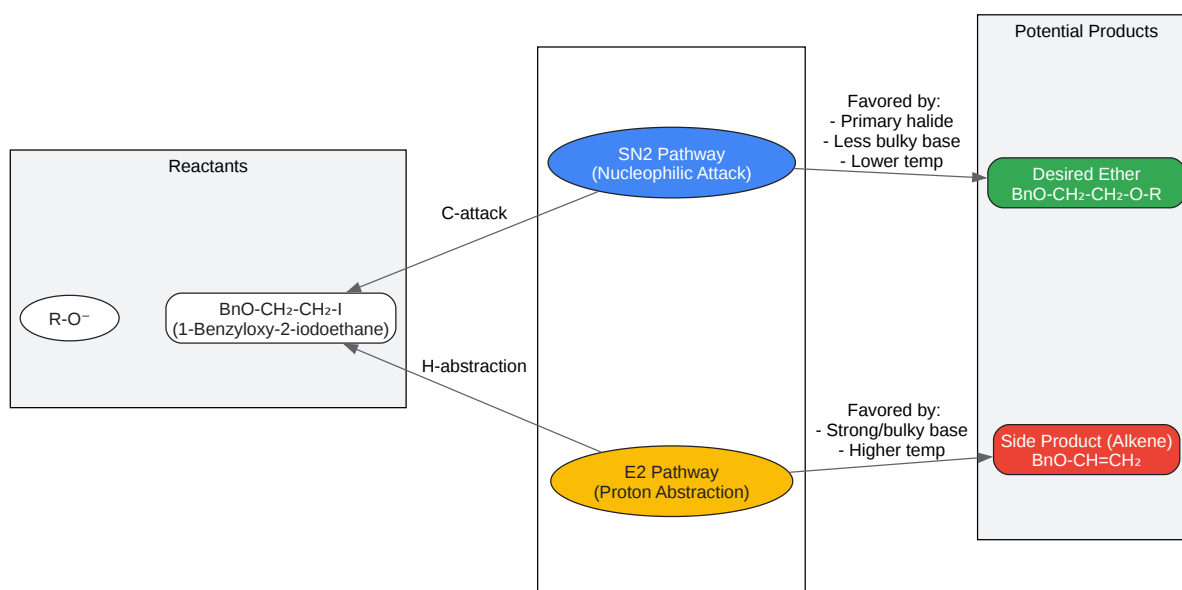 Reactants
R-O⁻
BnO-CH₂-CH₂-I
(1-Benzyloxy-2-iodoethane)
C-attack
H-abstraction
SN2 Pathway
(Nucleophilic Attack)
E2 Pathway
(Proton Abstraction)
Favored by:
- Primary halide
- Less bulky base
- Lower temp
Favored by:
- Strong/bulky base
- Higher temp
Potential Products
Desired Ether
BnO-CH₂-CH₂-O-R
Side Product (Alkene)
BnO-CH=CH₂